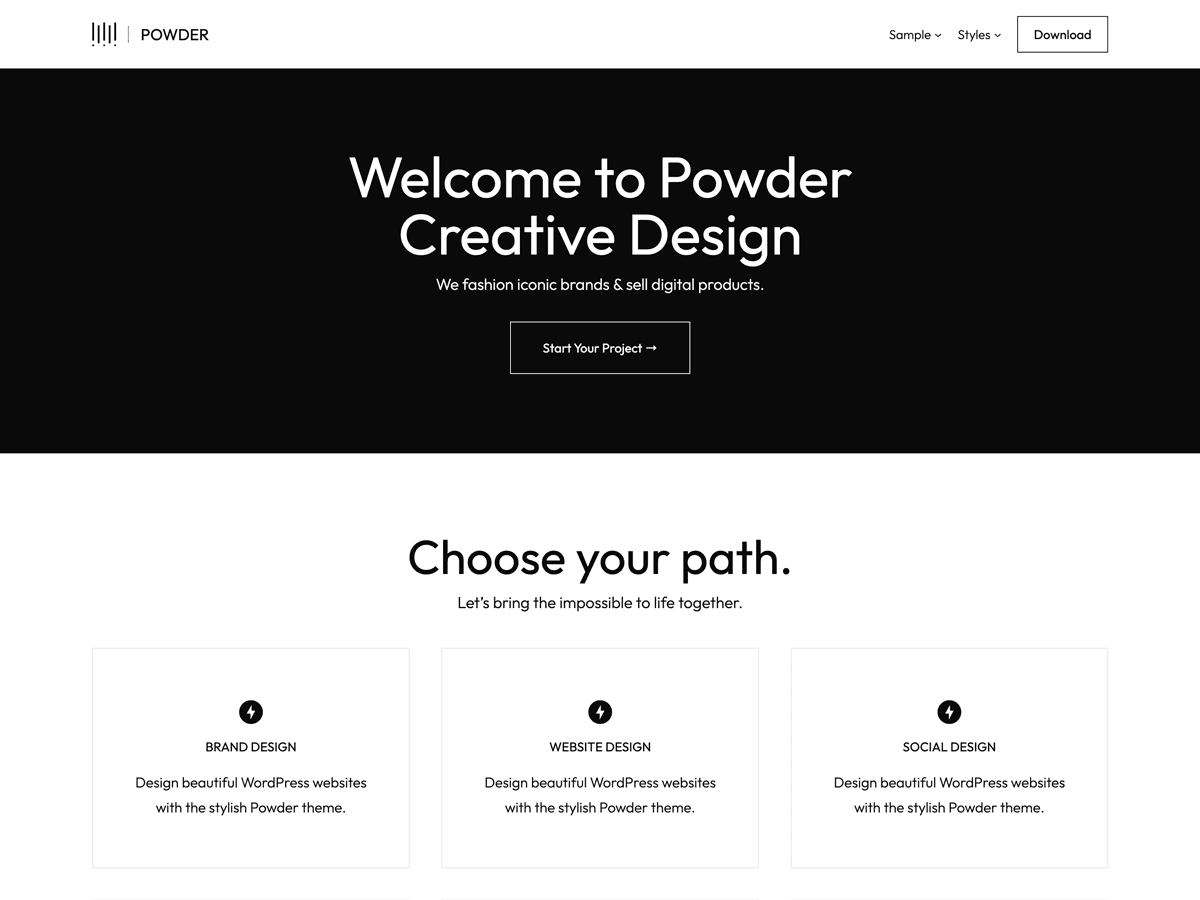 POWDER
Sample
Styles
Download
Welcome to Powder
Creative Design
We fashion iconic brands & sell digital products.
Start Your Project →
Choose your path.
Let’s bring the impossible to life together.
BRAND DESIGN
Design beautiful WordPress websites
with the stylish Powder theme.
WEBSITE DESIGN
Design beautiful WordPress websites
with the stylish Powder theme.
SOCIAL DESIGN
Design beautiful WordPress websites
with the stylish Powder theme.